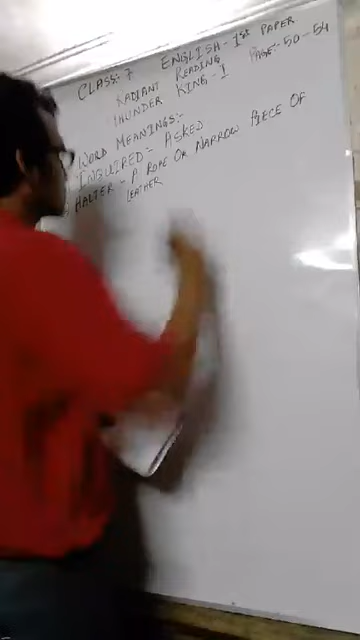 CLASS:- 7 ENGLISH - 1ST PAPER
RADIANT READING PAGE:- 50-54
THUNDER KING - I
WORD MEANINGS:-
INQUIRED:- ASKED
HALTER:- A ROPE OR NARROW PIECE OF
LEATHER